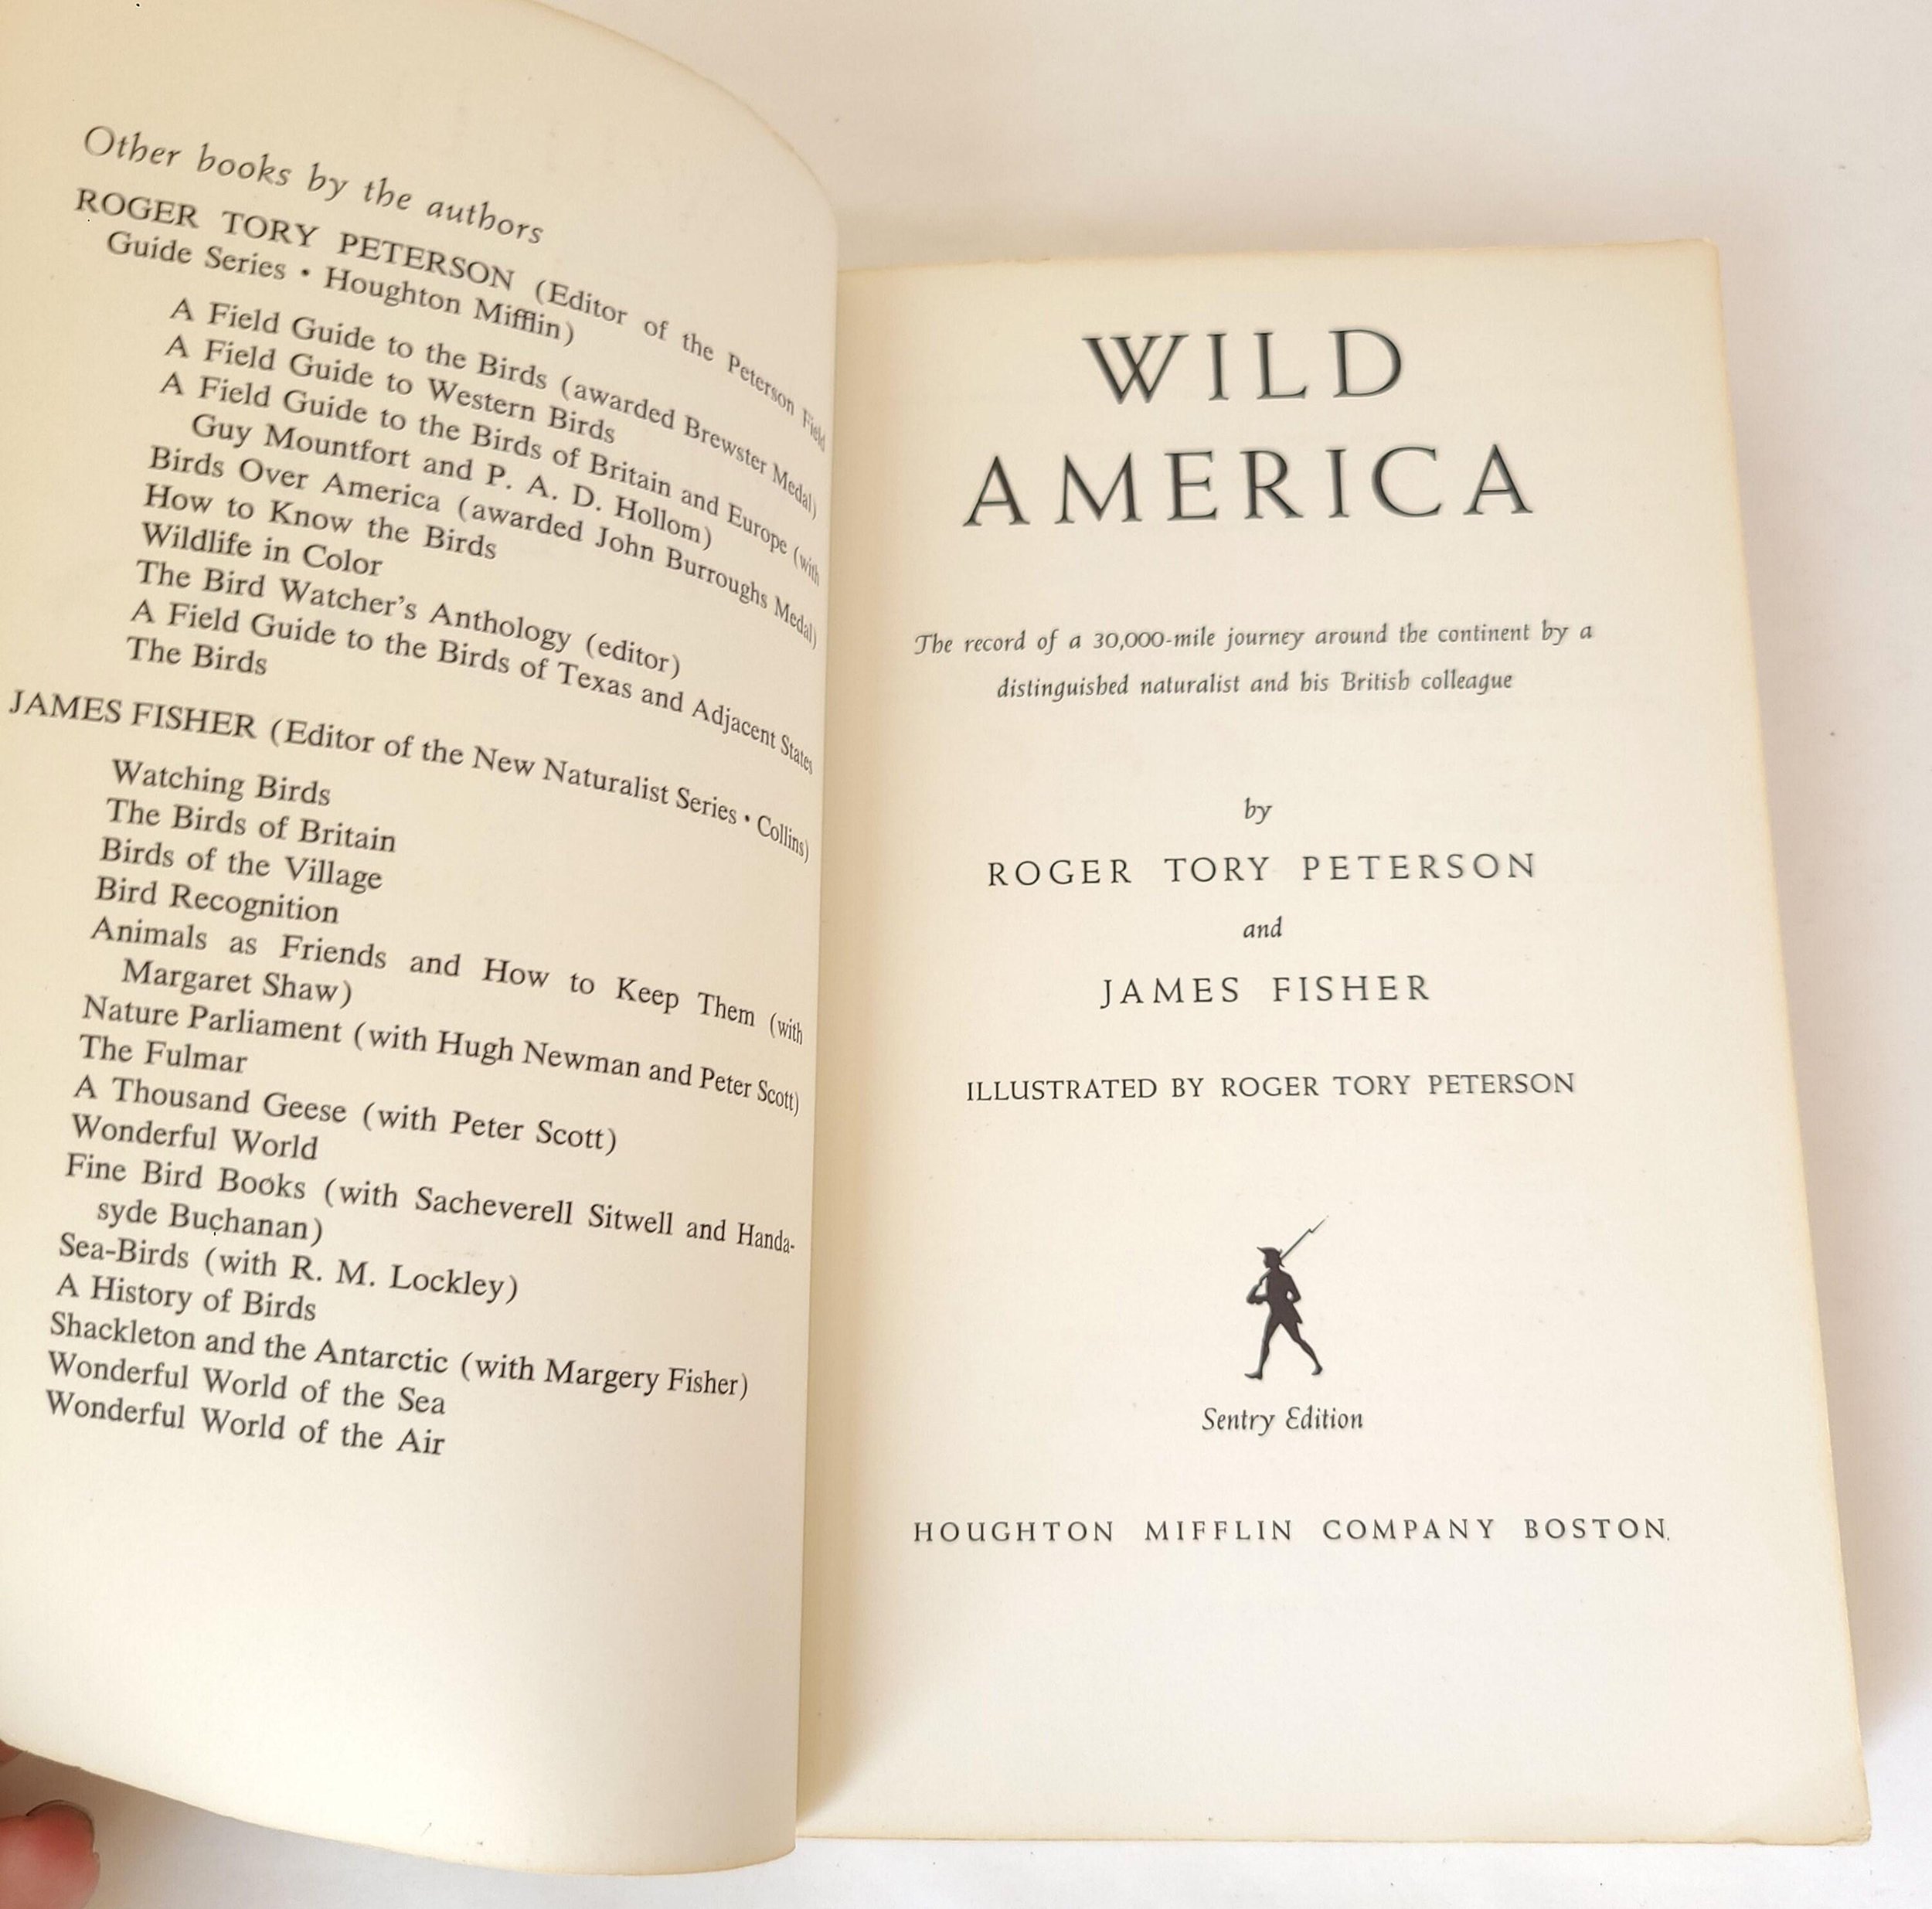 Other books by the authors
ROGER TORY PETERSON (Editor of the Peterson Field
Guide Series • Houghton Mifflin)
A Field Guide to the Birds (awarded Brewster Medal)
A Field Guide to Western Birds
A Field Guide to the Birds of Britain and Europe (with
Guy Mountfort and P. A. D. Hollom)
Birds Over America (awarded John Burroughs Medal)
How to Know the Birds
Wildlife in Color
The Bird Watcher's Anthology (editor)
A Field Guide to the Birds of Texas and Adjacent States
The Birds
JAMES FISHER (Editor of the New Naturalist Series • Collins)
Watching Birds
The Birds of Britain
Birds of the Village
Bird Recognition
Animals as Friends and How to Keep Them (with
Margaret Shaw)
Nature Parliament (with Hugh Newman and Peter Scott)
The Fulmar
A Thousand Geese (with Peter Scott)
Wonderful World
Fine Bird Books (with Sacheverell Sitwell and Handa-
syde Buchanan)
Sea-Birds (with R. M. Lockley)
A History of Birds
Shackleton and the Antarctic (with Margery Fisher)
Wonderful World of the Sea
Wonderful World of the Air
WILD
AMERICA
The record of a 30,000-mile journey around the continent by a
distinguished naturalist and his British colleague
by
ROGER TORY PETERSON
and
JAMES FISHER
ILLUSTRATED BY ROGER TORY PETERSON
Sentry Edition
HOUGHTON MIFFLIN COMPANY BOSTON